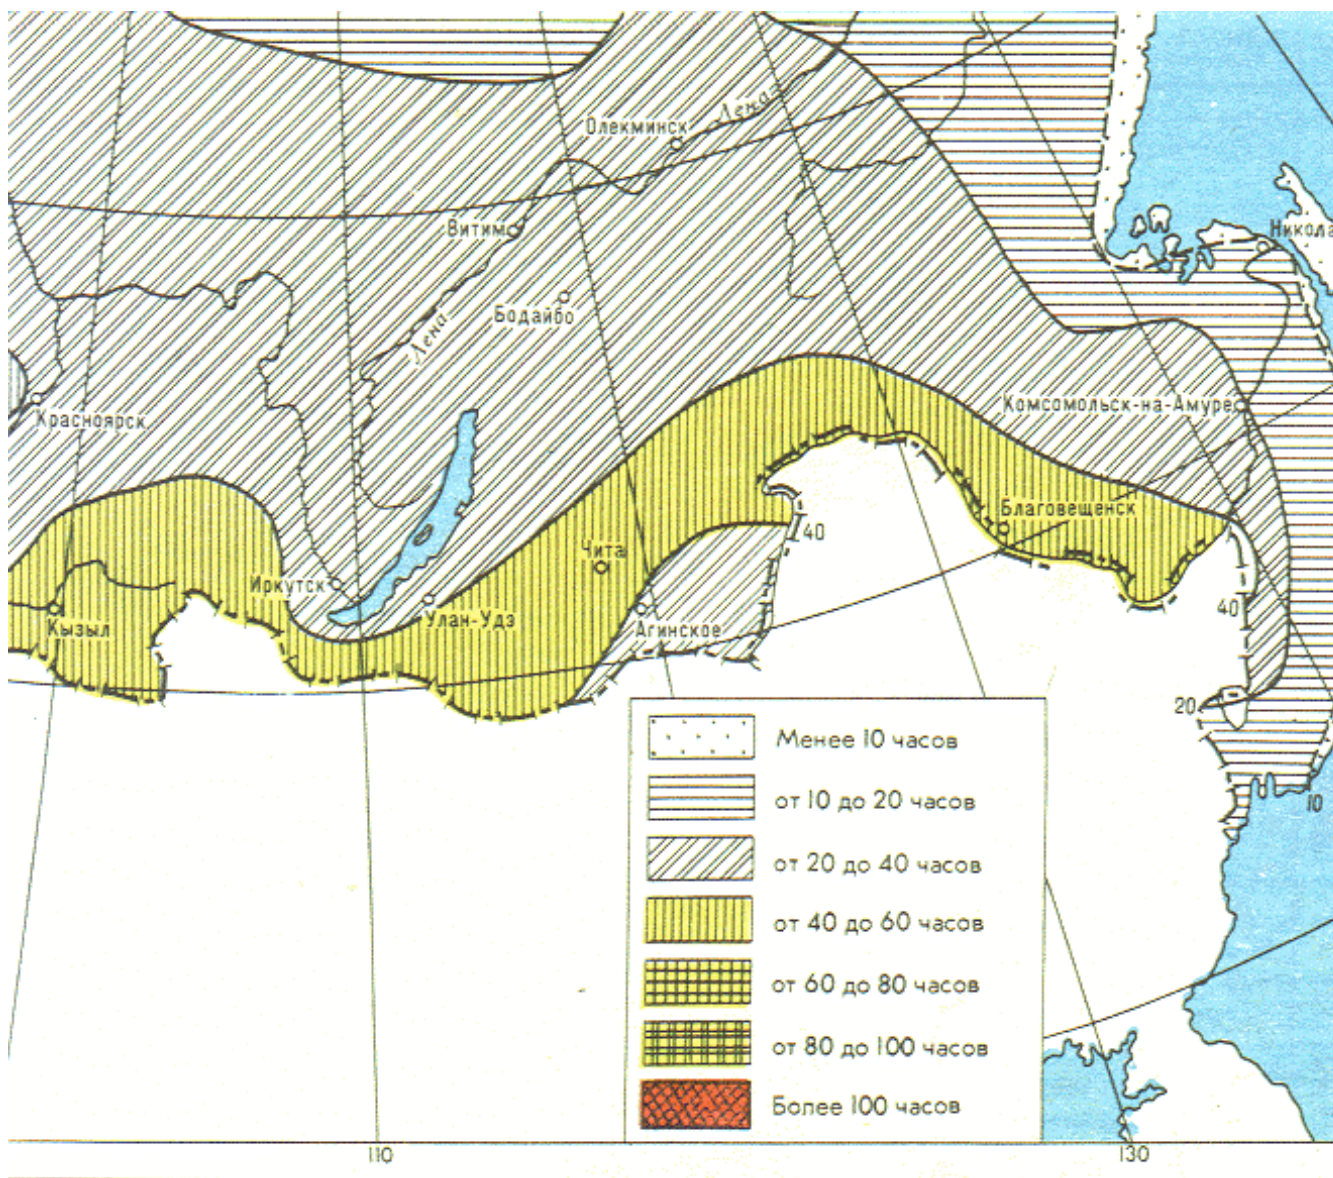 Лена
Олекминск
Витим
Никола
Бодайбо
Лена
Красноярск
Комсомольск-на-Амуре
Благовещенск
Чита
40
Иркутск
Улан-Удэ
Кызыл
Агинское
40
20
10
Менее 10 часов
от 10 до 20 часов
от 20 до 40 часов
от 40 до 60 часов
от 60 до 80 часов
от 80 до 100 часов
Более 100 часов
110
130